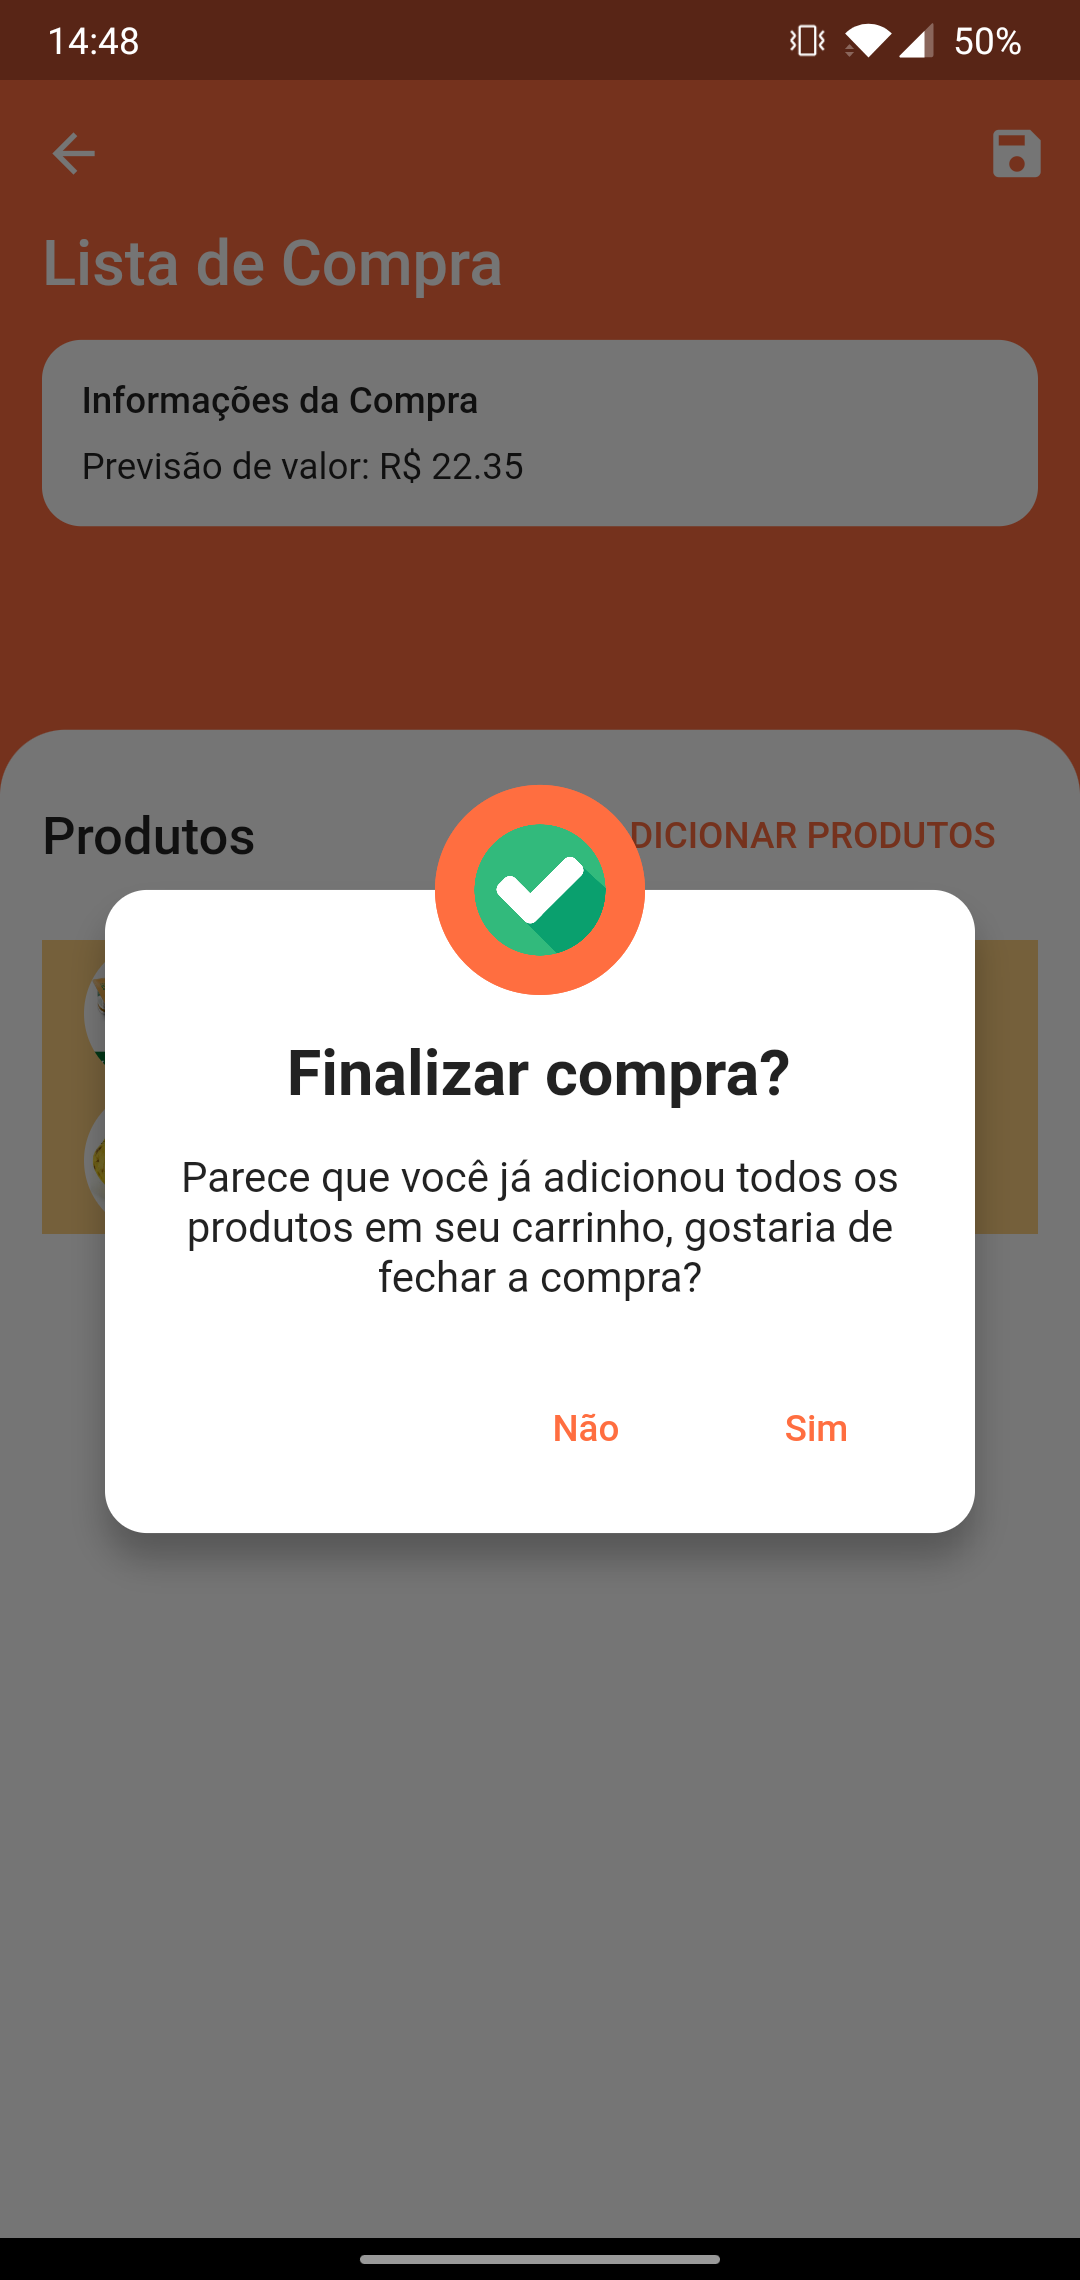 14:48
50%
Lista de Compra
Informações da Compra
Previsão de valor: R$ 22.35
Produtos
DICIONAR PRODUTOS
Finalizar compra?
Parece que você já adicionou todos os
produtos em seu carrinho, gostaria de
fechar a compra?
Não
Sim